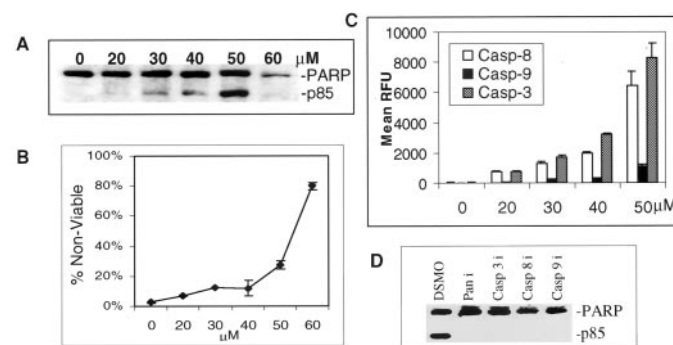 A
0 20 30 40 50 60 µM
-PARP
-p85
B
% Non-Viable
80%
60%
40%
20%
0%
0 20 30 40 50 60
µM
C
Mean RFU
10000
8000
6000
4000
2000
0
Casp-8
Casp-9
Casp-3
0 20 30 40 50µM
D
DSMO
Pan i
Casp 3 i
Casp 8 i
Casp 9 i
-PARP
-p85